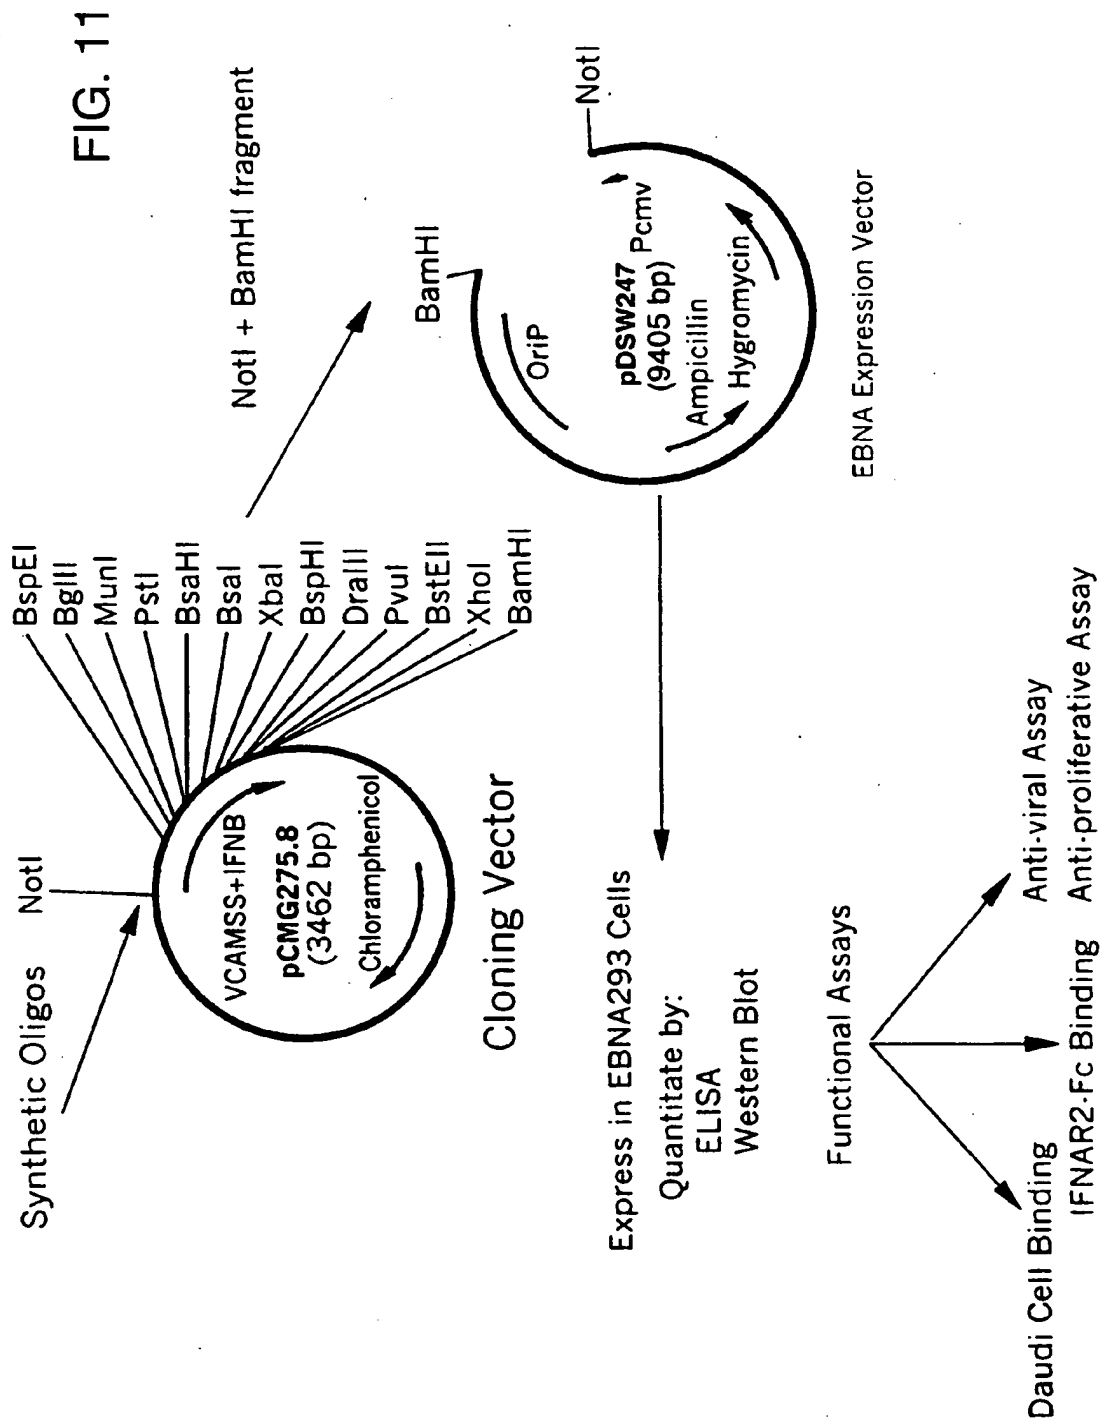 FIG. 11
Synthetic Oligos
NotI
BspEI
BglII
MunI
PstI
BsaHI
BsaI
XbaI
BspHI
DraIII
PvuI
BstEII
XhoI
BamHI
VCAMSS+IFNB
pCMG275.8
(3462 bp)
Chloramphenicol
Cloning Vector
NotI + BamHI fragment
BamHI
NotI
OriP
Pcmv
pDSW247
(9405 bp)
Ampicillin
Hygromycin
EBNA Expression Vector
Express in EBNA293 Cells
Quantitate by:
ELISA
Western Blot
Functional Assays
Daudi Cell Binding
IFNAR2-Fc Binding
Anti-viral Assay
Anti-proliferative Assay